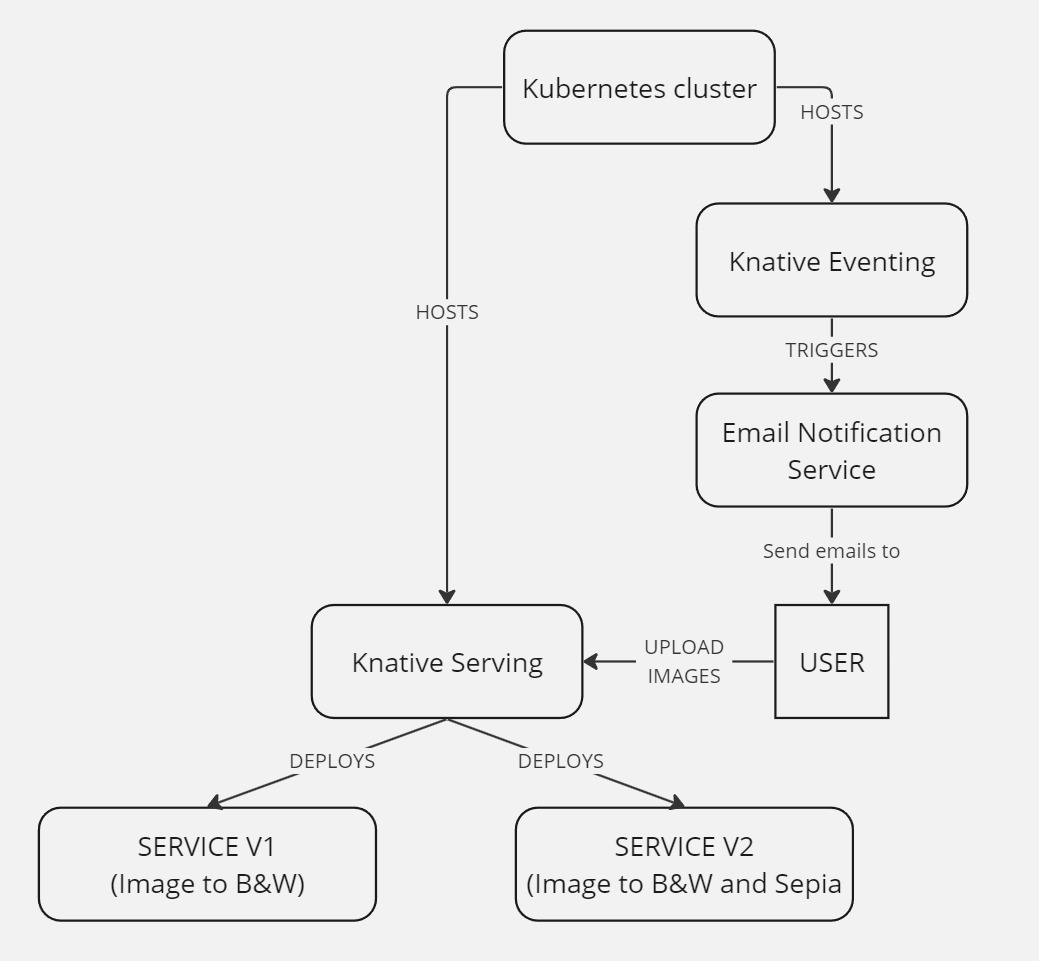 Kubernetes cluster
HOSTS
Knative Eventing
HOSTS
TRIGGERS
Email Notification
Service
Send emails to
Knative Serving
UPLOAD
IMAGES
USER
DEPLOYS
DEPLOYS
SERVICE V1
(Image to B&W)
SERVICE V2
(Image to B&W and Sepia